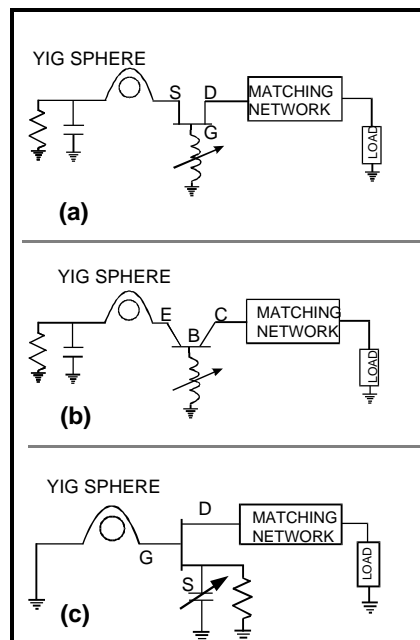 YIG SPHERE
S
D
MATCHING
NETWORK
G
LOAD
(a)
YIG SPHERE
E
C
MATCHING
NETWORK
B
LOAD
(b)
YIG SPHERE
D
MATCHING
NETWORK
G
S
LOAD
(c)